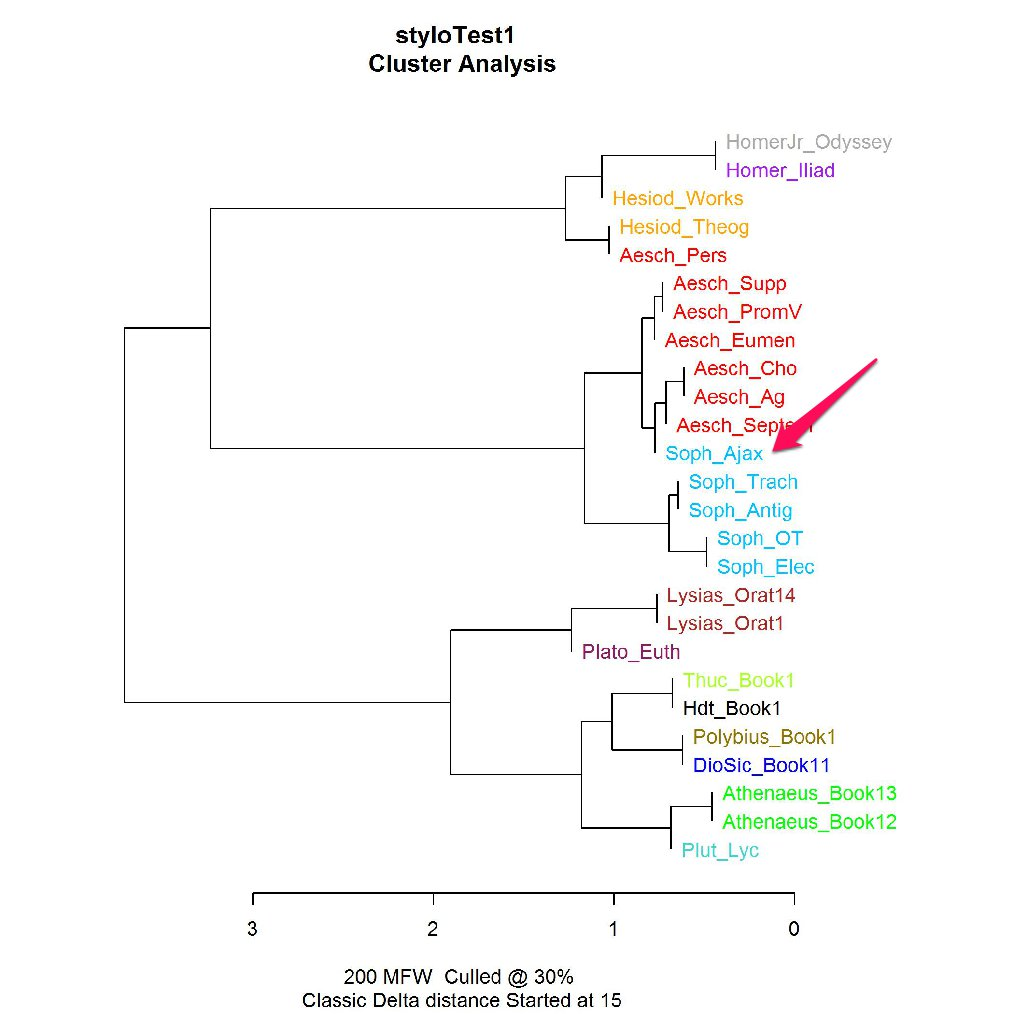 styloTest1
Cluster Analysis
HomerJr_Odyssey
Homer_Iliad
Hesiod_Works
Hesiod_Theog
Aesch_Pers
Aesch_Supp
Aesch_PromV
Aesch_Eumen
Aesch_Cho
Aesch_Ag
Soph_Ajax
Soph_Trach
Soph_Antig
Soph_OT
Soph_Elec
Lysias_Orat14
Lysias_Orat1
Plato_Euth
Thuc_Book1
Hdt_Book1
Polybius_Book1
DioSic_Book11
Athenaeus_Book13
Athenaeus_Book12
Plut_Lyc
3 2 1 0
200 MFW Culled @ 30%
Classic Delta distance Started at 15